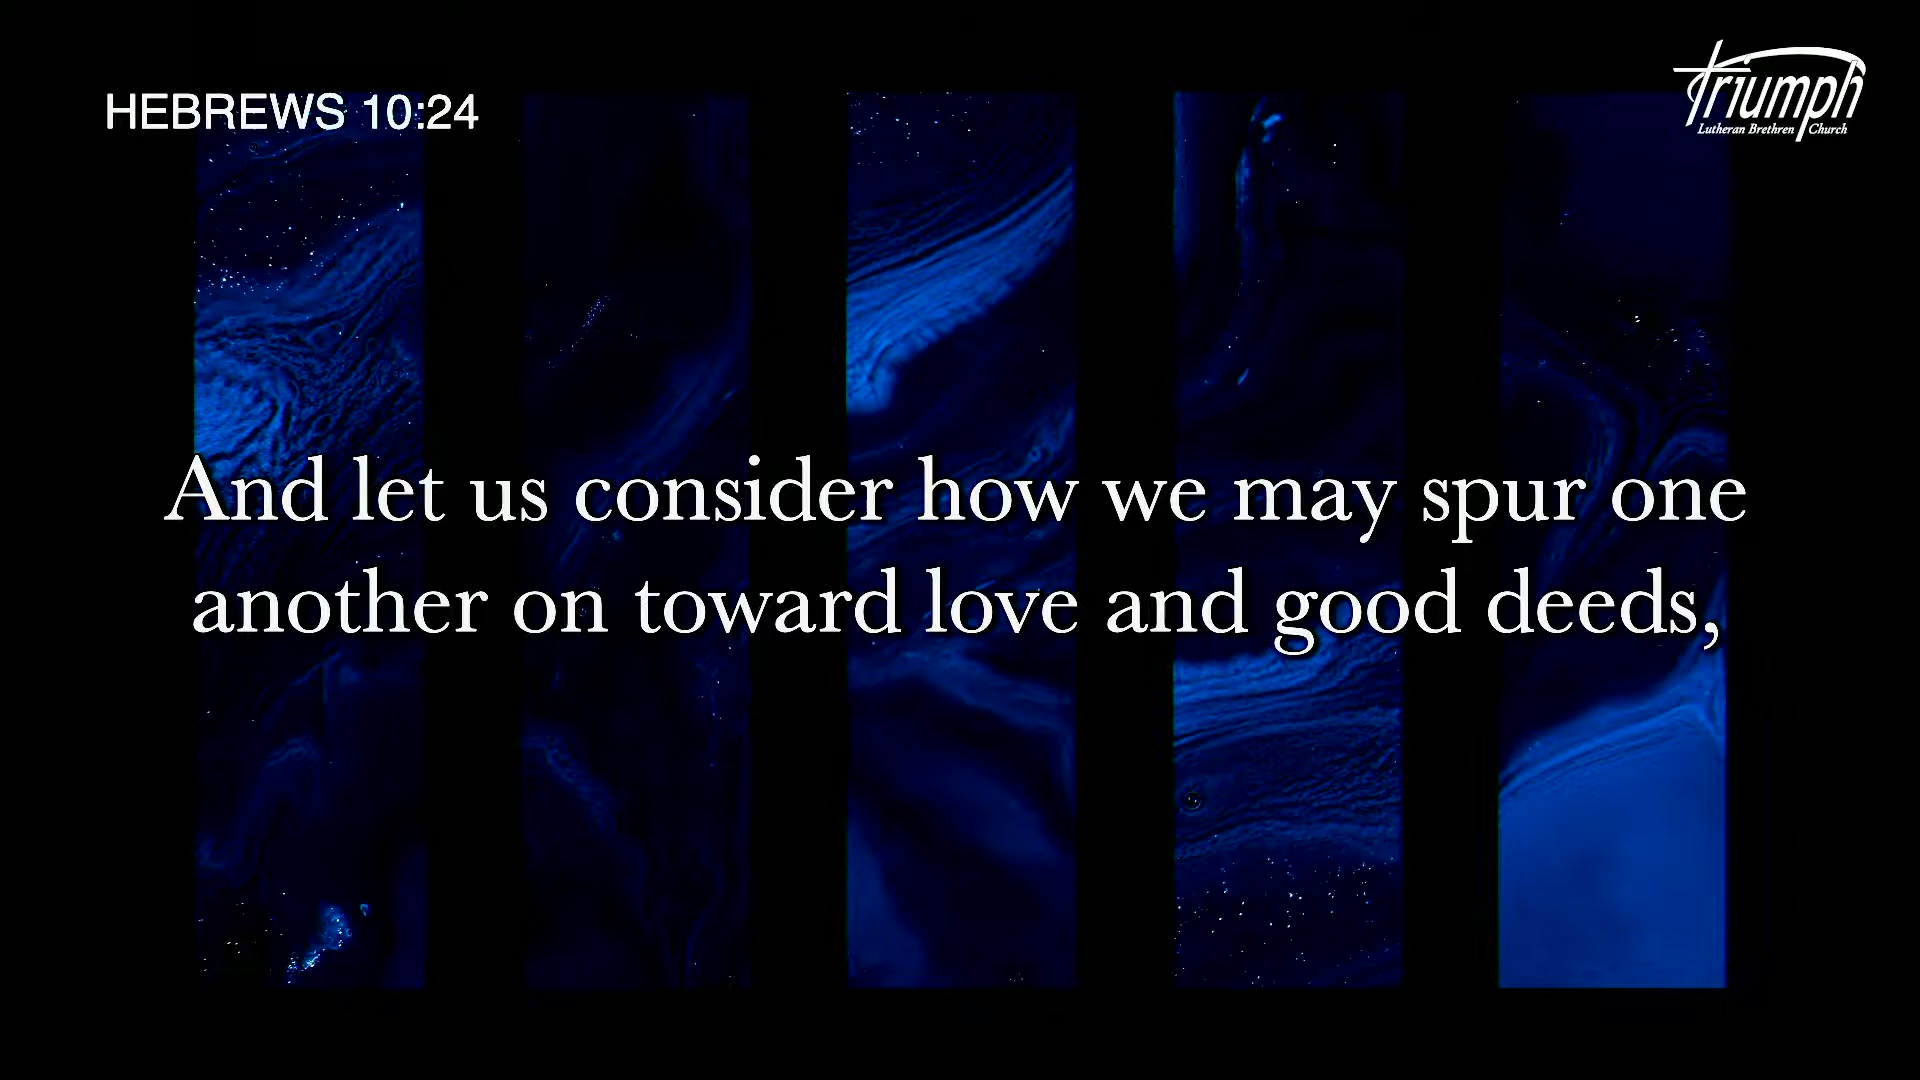 HEBREWS 10:24
Triumph
Lutheran Brethren Church
And let us consider how we may spur one
another on toward love and good deeds,